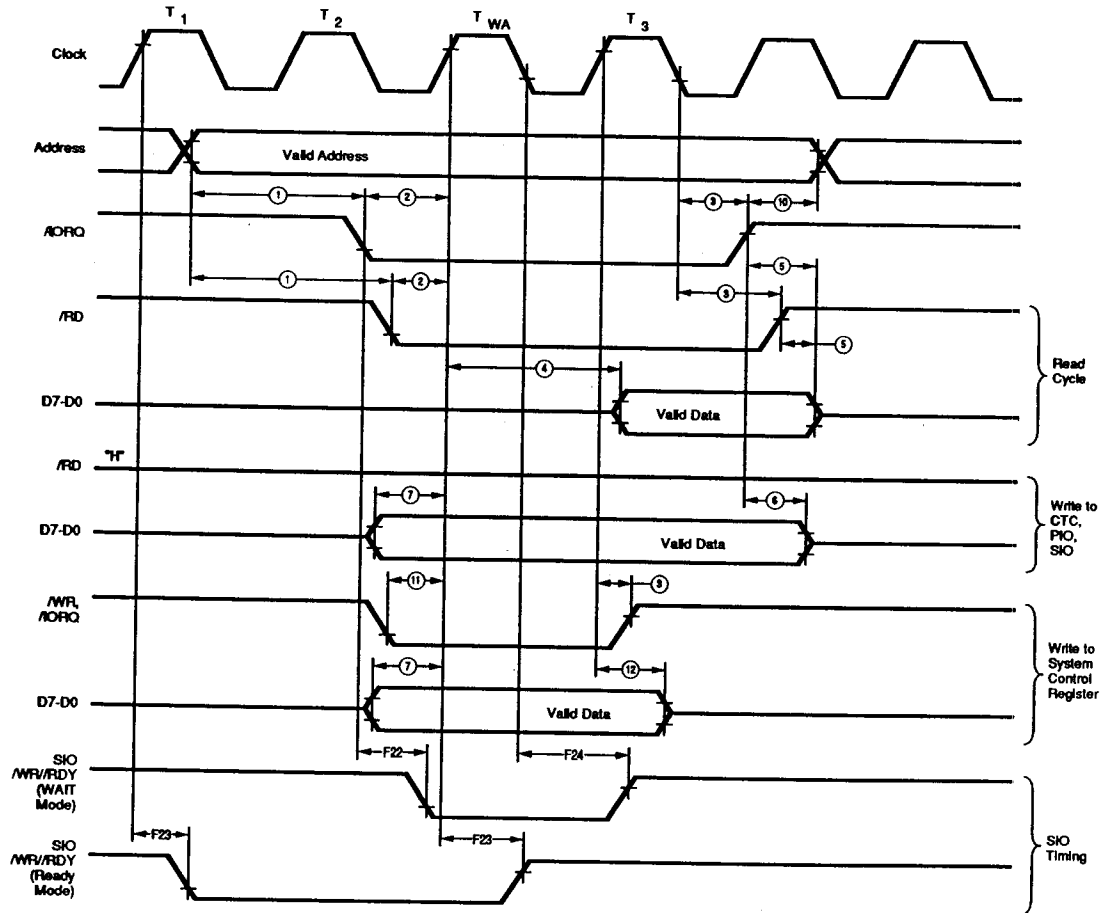 T 1 T 2 T WA T 3
Clock
Address
Valid Address
1 2 3 10
/IORQ
1 2 5
3
/RD
5
4
Read
Cycle
D7-D0
Valid Data
/RD "H"
7 6
Write to
CTC,
PIO,
SIO
D7-D0
Valid Data
11 3
/WR,
/IORQ
7 12
Write to
System
Control
Register
D7-D0
Valid Data
F22 F24
SIO
/WR//RDY
(WAIT
Mode)
F23 F23
SIO
/WR//RDY
(Ready
Mode)
SIO
Timing